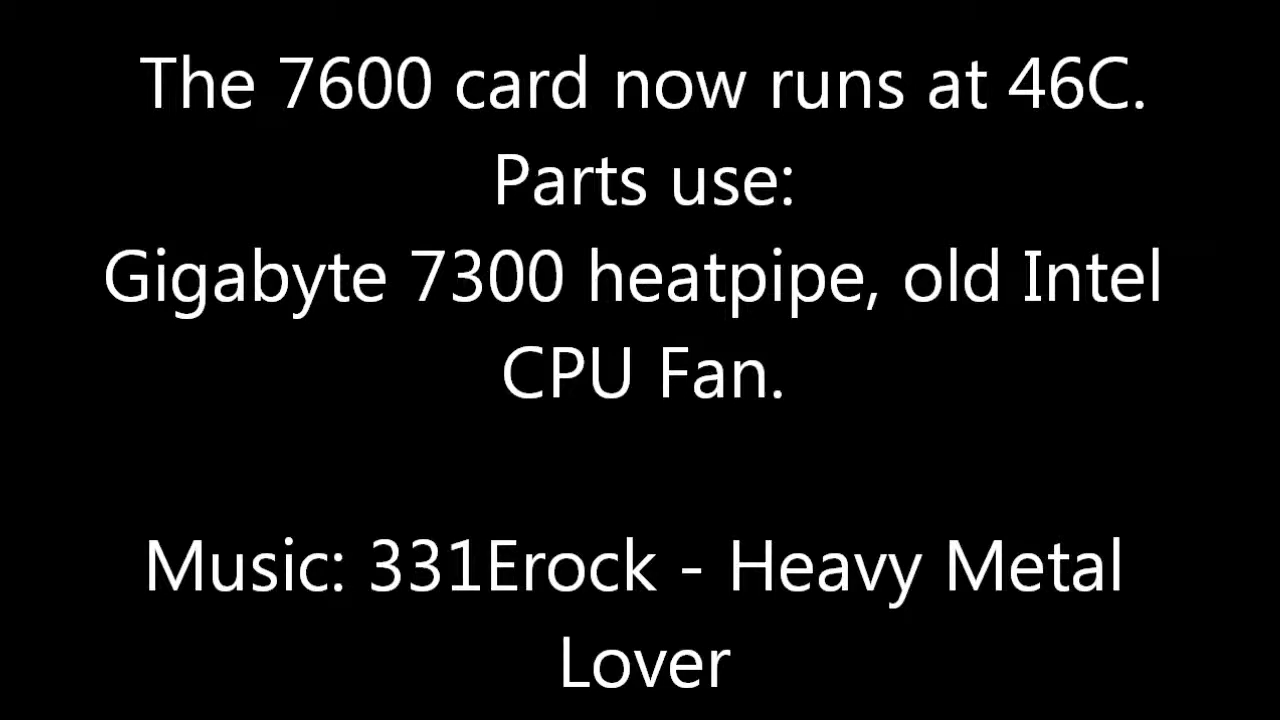 The 7600 card now runs at 46C.
Parts use:
Gigabyte 7300 heatpipe, old Intel
CPU Fan.
Music: 331Erock - Heavy Metal
Lover